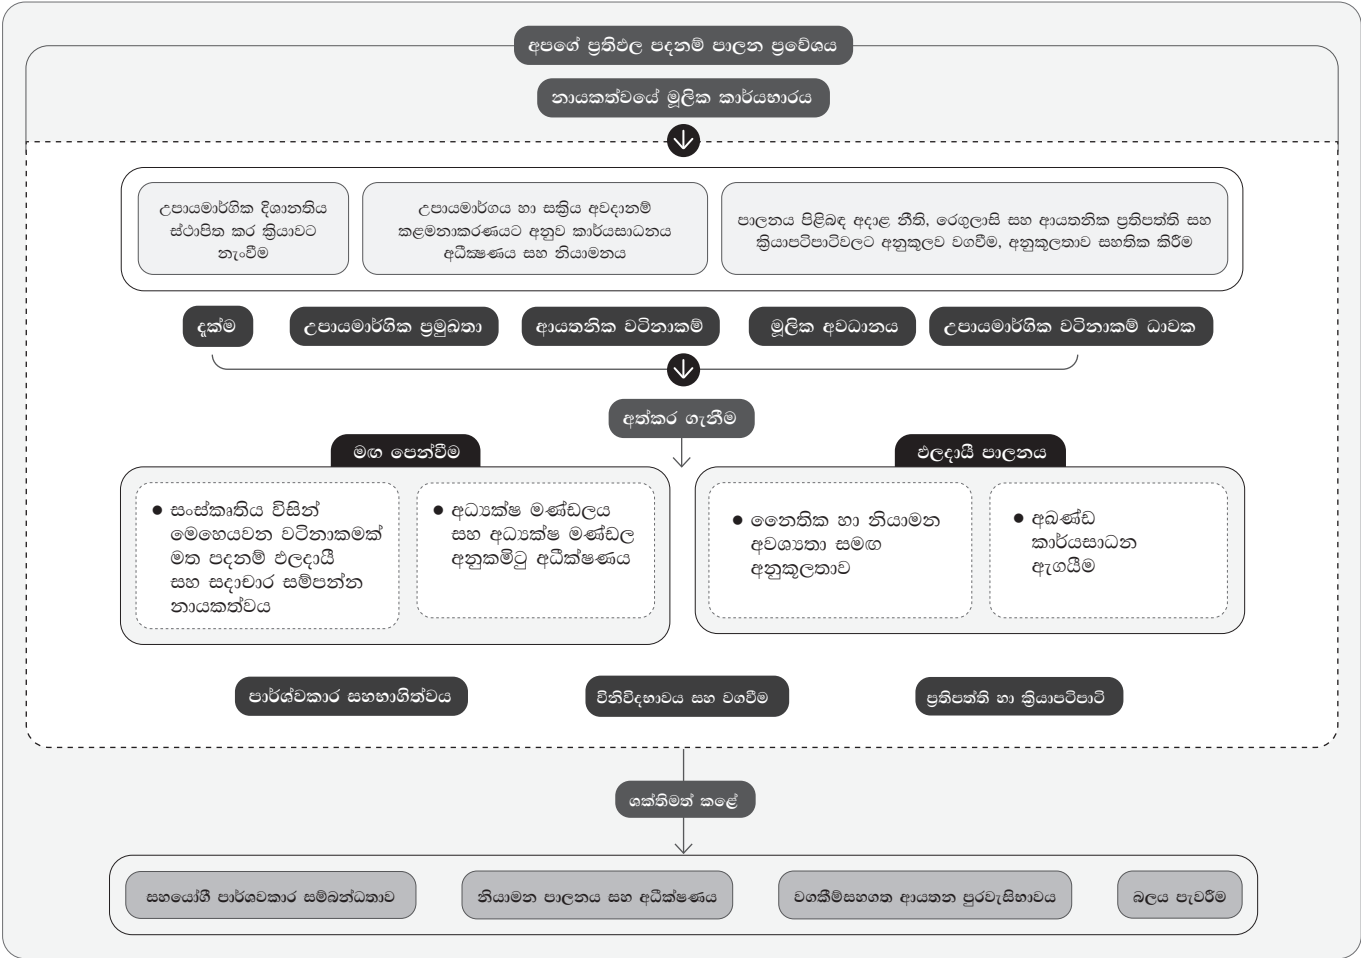 අපගේ ප්‍රතිඵල පදනම් පාලන ප්‍රවේශය
නායකත්වයේ මූලික කාර්යභාරය
උපායමාර්ගික දිශානතිය
ස්ථාපිත කර ක්‍රියාවට
නැංවීම
උපායමාර්ගය හා සක්‍රිය අවදානම්
කළමනාකරණයට අනුව කාර්යසාධනය
අධීක්‍ෂණය සහ නියාමනය
පාලනය පිළිබඳ අදාළ නීති, රෙගුලාසි සහ ආයතනික ප්‍රතිපත්ති සහ
ක්‍රියාපටිපාටිවලට අනුකූලව වගවීම, අනුකූලතාව සහතික කිරීම
දැක්ම
උපායමාර්ගික ප්‍රමුඛතා
ආයතනික වටිනාකම්
මූලික අවධානය
උපායමාර්ගික වටිනාකම් ධාවක
අත්කර ගැනීම
මඟ පෙන්වීම
ඵලදායී පාලනය
● සංස්කෘතිය විසින්
මෙහෙයවන වටිනාකමක්
මත පදනම් ඵලදායී
සහ සදාචාර සම්පන්න
නායකත්වය
● අධ්‍යක්ෂ මණ්ඩලය
සහ අධ්‍යක්ෂ මණ්ඩල
අනුකමිටු අධීක්ෂණය
● නෛතික හා නියාමන
අවශ්‍යතා සමඟ
අනුකූලතාව
● අඛණ්ඩ
කාර්යසාධන
ඇගයීම
පාර්ශ්වකාර සහභාගිත්වය
විනිවිදභාවය සහ වගවීම
ප්‍රතිපත්ති හා ක්‍රියාපටිපාටි
ශක්තිමත් කළේ
සහයෝගී පාර්ශවකාර සම්බන්ධතාව
නියාමන පාලනය සහ අධීක්ෂණය
වගකීම්සහගත ආයතන පුරවැසිභාවය
බලය පැවරීම